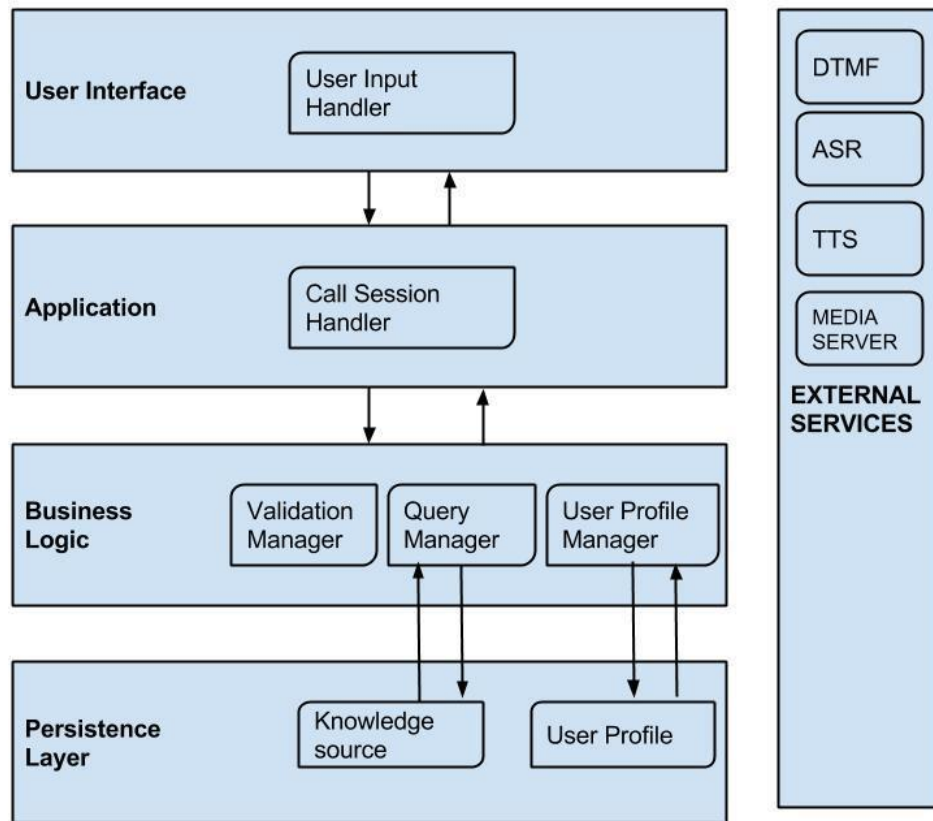 User Interface
User Input
Handler
Application
Call Session
Handler
Business
Logic
Validation
Manager
Query
Manager
User Profile
Manager
Persistence
Layer
Knowledge
source
User Profile
DTMF
ASR
TTS
MEDIA
SERVER
EXTERNAL
SERVICES